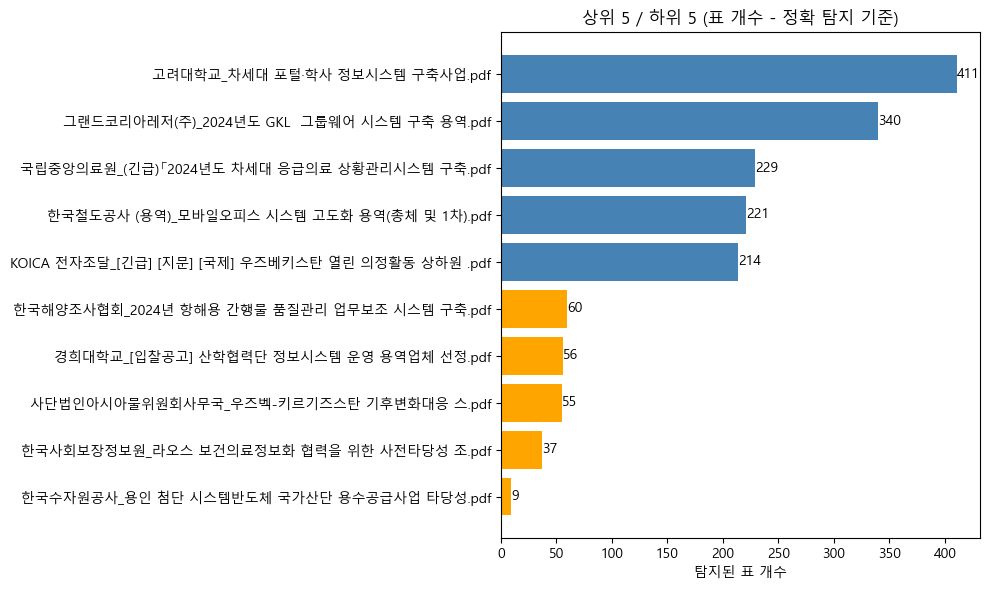 상위 5 / 하위 5 (표 개수 - 정확 탐지 기준)
고려대학교_차세대 포털·학사 정보시스템 구축사업.pdf 411
그랜드코리아레저(주)_2024년도 GKL  그룹웨어 시스템 구축 용역.pdf 340
국립중앙의료원_(긴급)「2024년도 차세대 응급의료 상황관리시스템 구축.pdf 229
한국철도공사 (용역)_모바일오피스 시스템 고도화 용역(총체 및 1차).pdf 221
KOICA 전자조달_[긴급] [지문] [국제] 우즈베키스탄 열린 의정활동 상하원 .pdf 214
한국해양조사협회_2024년 항해용 간행물 품질관리 업무보조 시스템 구축.pdf 60
경희대학교_[입찰공고] 산학협력단 정보시스템 운영 용역업체 선정.pdf 56
사단법인아시아물위원회사무국_우즈벡-키르기즈스탄 기후변화대응 스.pdf 55
한국사회보장정보원_라오스 보건의료정보화 협력을 위한 사전타당성 조.pdf 37
한국수자원공사_용인 첨단 시스템반도체 국가산단 용수공급사업 타당성.pdf 9
0 50 100 150 200 250 300 350 400
탐지된 표 개수